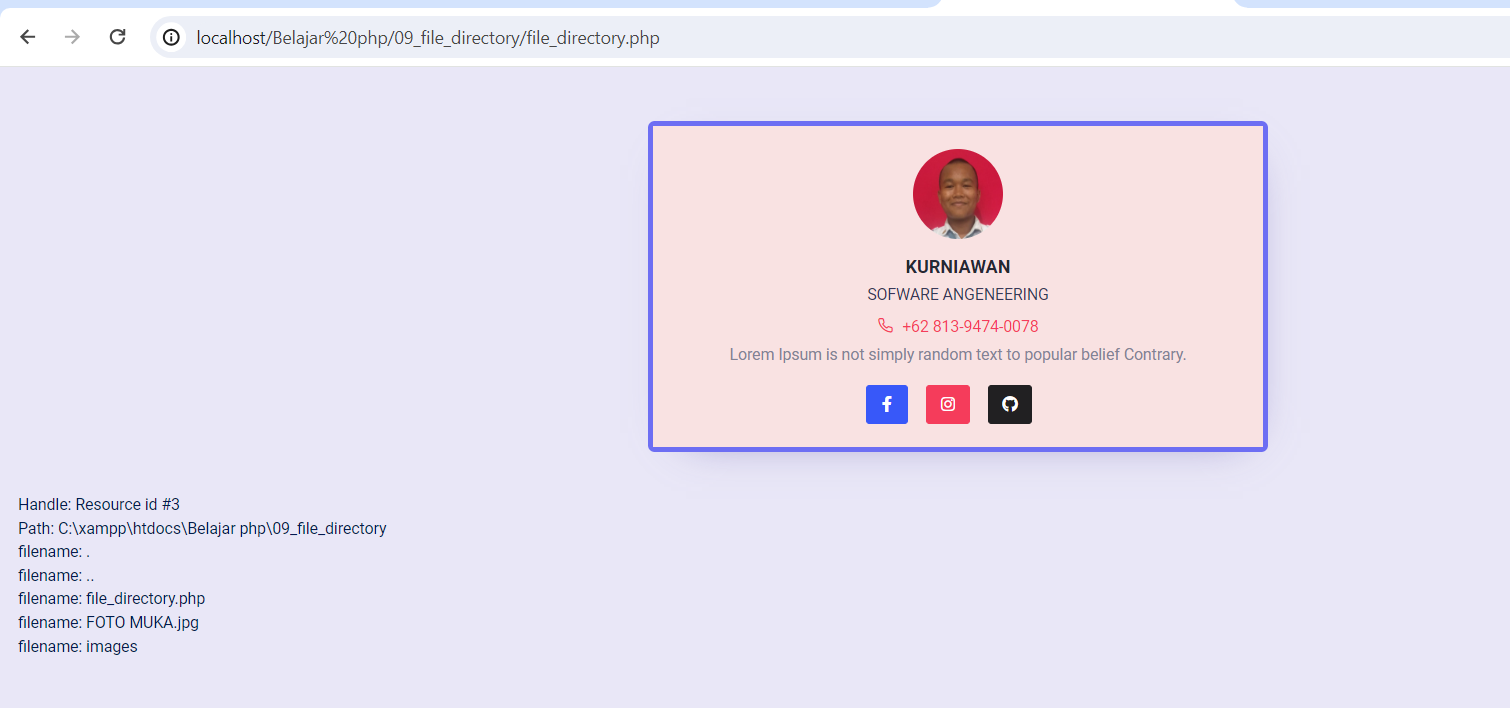 localhost/Belajar%20php/09_file_directory/file_directory.php
KURNIAWAN
SOFWARE ANGENEERING
+62 813-9474-0078
Lorem Ipsum is not simply random text to popular belief Contrary.
Handle: Resource id #3
Path: C:\xampp\htdocs\Belajar php\09_file_directory
filename: .
filename: ..
filename: file_directory.php
filename: FOTO MUKA.jpg
filename: images